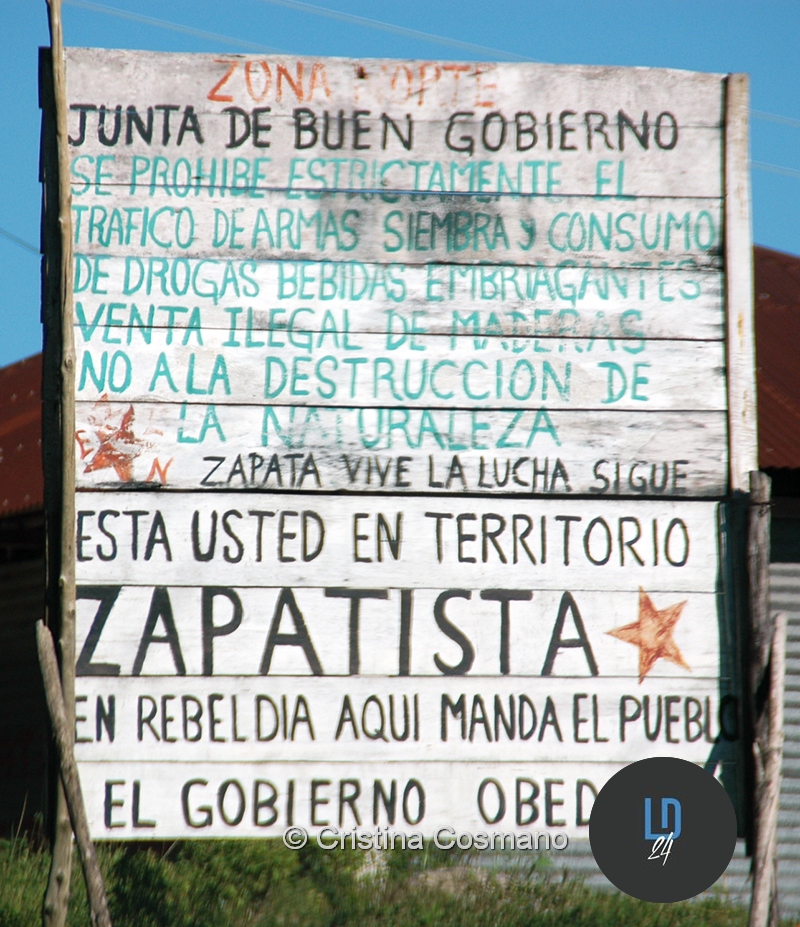 ZONA NORTE
JUNTA DE BUEN GOBIERNO
SE PROHIBE ESTRICTAMENTE EL
TRAFICO DE ARMAS SIEMBRA y CONSUMO
DE DROGAS BEBIDAS EMBRIAGANTES
VENTA ILEGAL DE MADERAS
NO A LA DESTRUCCION DE
LA NATURALEZA
ZAPATA VIVE LA LUCHA SIGUE
ESTA USTED EN TERRITORIO
ZAPATISTA
EN REBELDIA AQUI MANDA EL PUEBLO
EL GOBIERNO OBED
© Cristina Cosmano
LD
24